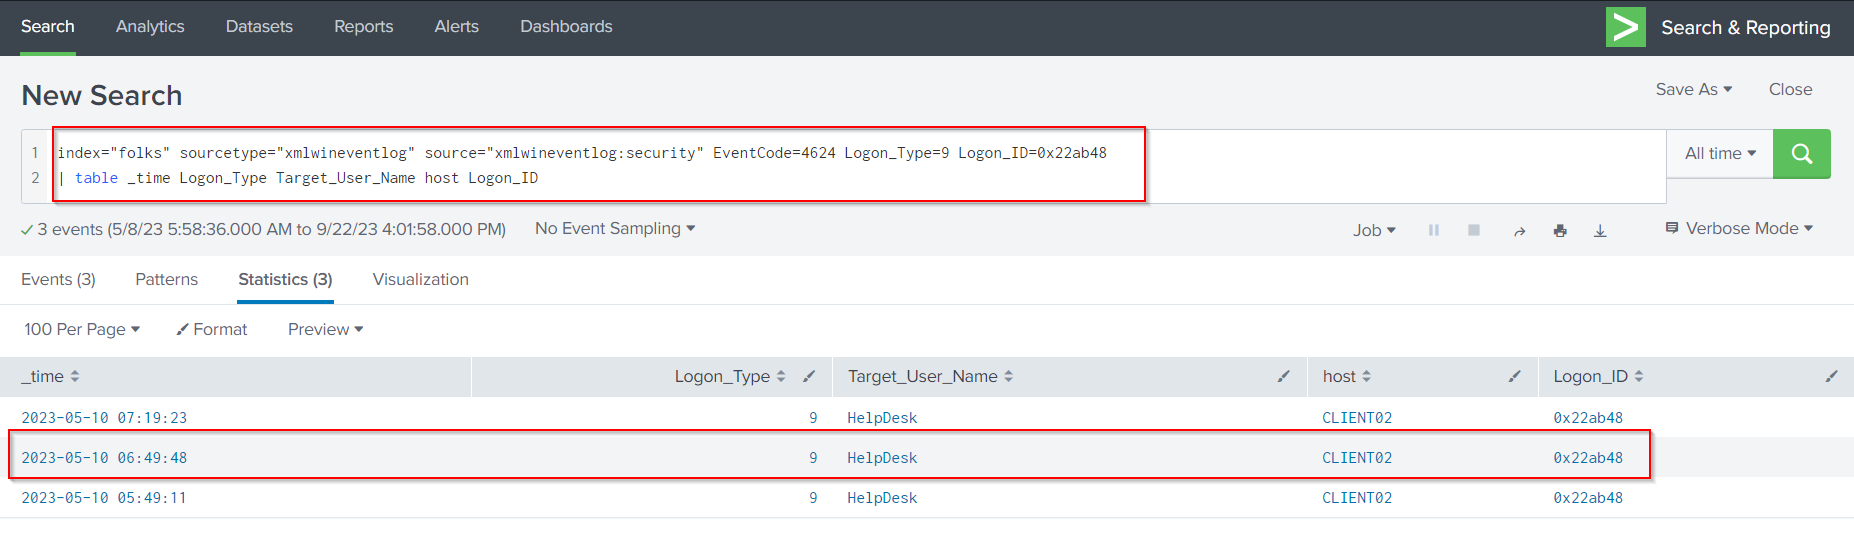 Search Analytics Datasets Reports Alerts Dashboards Search & Reporting
New Search Save As Close
1 index="folks" sourcetype="xmlwineventlog" source="xmlwineventlog:security" EventCode=4624 Logon_Type=9 Logon_ID=0x22ab48 All time
2 | table _time Logon_Type Target_User_Name host Logon_ID
3 events (5/8/23 5:58:36.000 AM to 9/22/23 4:01:58.000 PM) No Event Sampling Job Verbose Mode
Events (3) Patterns Statistics (3) Visualization
100 Per Page Format Preview
_time Logon_Type Target_User_Name host Logon_ID
2023-05-10 07:19:23 9 HelpDesk CLIENT02 0x22ab48
2023-05-10 06:49:48 9 HelpDesk CLIENT02 0x22ab48
2023-05-10 05:49:11 9 HelpDesk CLIENT02 0x22ab48